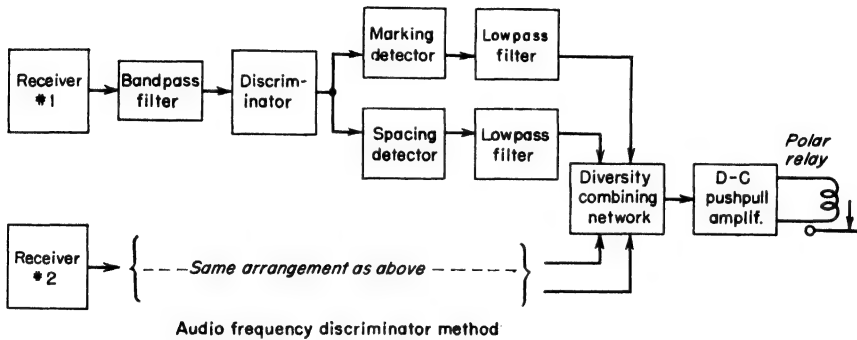 Receiver
#1
Bandpass
filter
Discrim-
inator
Marking
detector
Lowpass
filter
Spacing
detector
Lowpass
filter
Diversity
combining
network
D-C
pushpull
amplif.
Polar
relay
Receiver
#2
Same arrangement as above
Audio frequency discriminator method